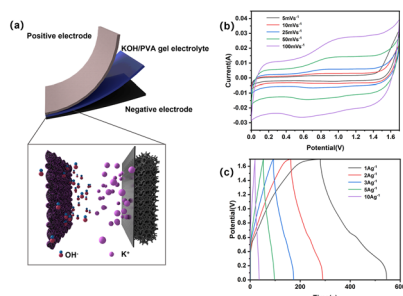 (a)
Positive electrode
KOH/PVA gel electrolyte
Negative electrode
OH⁻
K⁺
(b)
0.04
0.03
0.02
0.01
0.00
-0.01
-0.02
-0.03
Current(A)
5mVs⁻¹
10mVs⁻¹
25mVs⁻¹
50mVs⁻¹
100mVs⁻¹
0.0 0.2 0.4 0.6 0.8 1.0 1.2 1.4 1.6
Potential(V)
(c)
1.6
1.4
1.2
1.0
0.8
0.6
0.4
0.2
0.0
Potential(V)
1Ag⁻¹
2Ag⁻¹
3Ag⁻¹
5Ag⁻¹
10Ag⁻¹
0 200 400 600